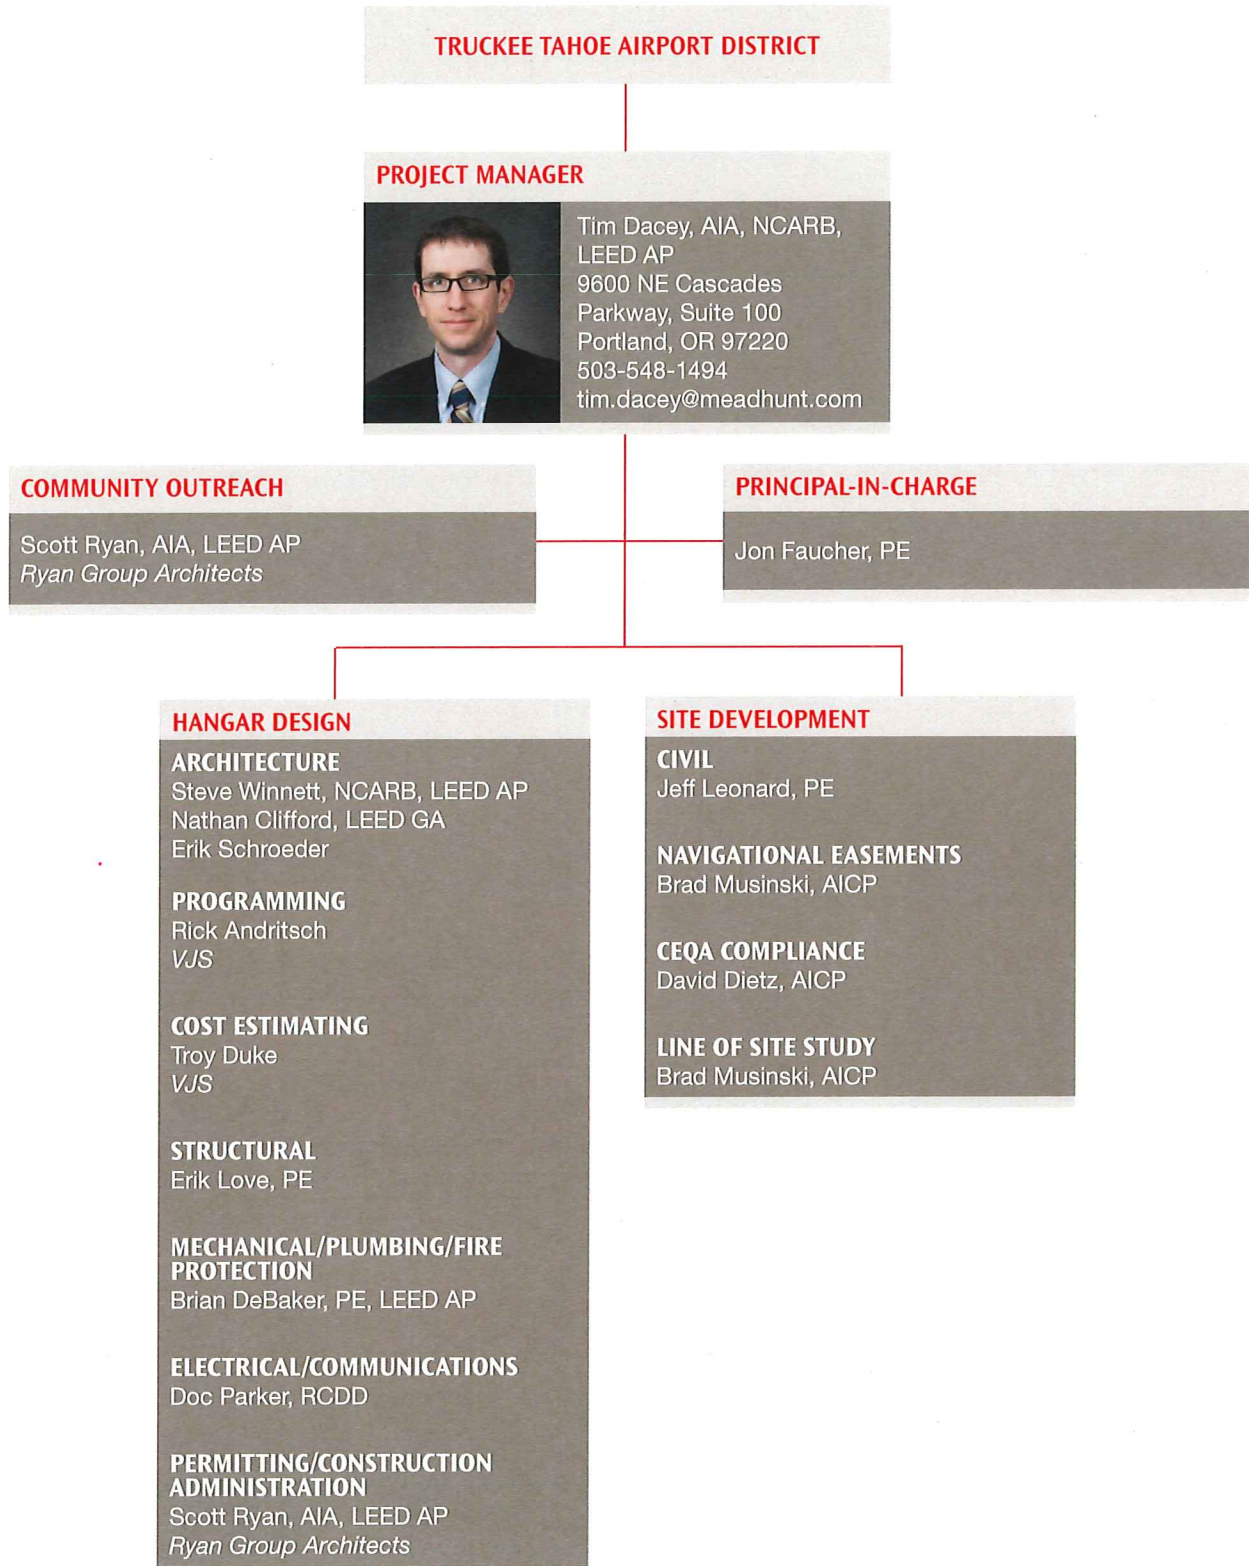 TRUCKEE TAHOE AIRPORT DISTRICT
PROJECT MANAGER
Tim Dacey, AIA, NCARB,
LEED AP
9600 NE Cascades
Parkway, Suite 100
Portland, OR 97220
503-548-1494
tim.dacey@meadhunt.com
COMMUNITY OUTREACH
Scott Ryan, AIA, LEED AP
Ryan Group Architects
PRINCIPAL-IN-CHARGE
Jon Faucher, PE
HANGAR DESIGN
ARCHITECTURE
Steve Winnett, NCARB, LEED AP
Nathan Clifford, LEED GA
Erik Schroeder
PROGRAMMING
Rick Andritsch
VJS
COST ESTIMATING
Troy Duke
VJS
STRUCTURAL
Erik Love, PE
MECHANICAL/PLUMBING/FIRE
PROTECTION
Brian DeBaker, PE, LEED AP
ELECTRICAL/COMMUNICATIONS
Doc Parker, RCDD
PERMITTING/CONSTRUCTION
ADMINISTRATION
Scott Ryan, AIA, LEED AP
Ryan Group Architects
SITE DEVELOPMENT
CIVIL
Jeff Leonard, PE
NAVIGATIONAL EASEMENTS
Brad Musinski, AICP
CEQA COMPLIANCE
David Dietz, AICP
LINE OF SITE STUDY
Brad Musinski, AICP